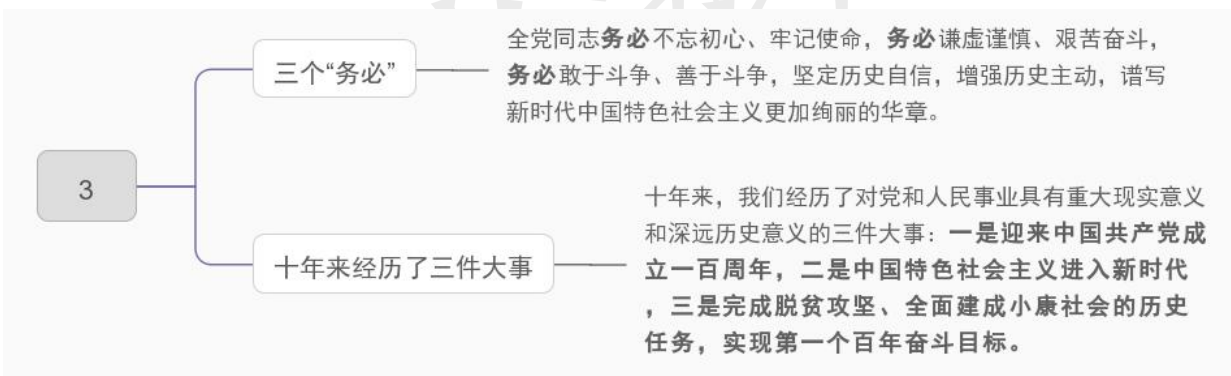 3
三个“务必”
全党同志务必不忘初心、牢记使命，务必谦虚谨慎、艰苦奋斗，
务必敢于斗争、善于斗争，坚定历史自信，增强历史主动，谱写
新时代中国特色社会主义更加绚丽的华章。
十年来经历了三件大事
十年来，我们经历了对党和人民事业具有重大现实意义
和深远历史意义的三件大事：一是迎来中国共产党成
立一百周年，二是中国特色社会主义进入新时代
，三是完成脱贫攻坚、全面建成小康社会的历史
任务，实现第一个百年奋斗目标。